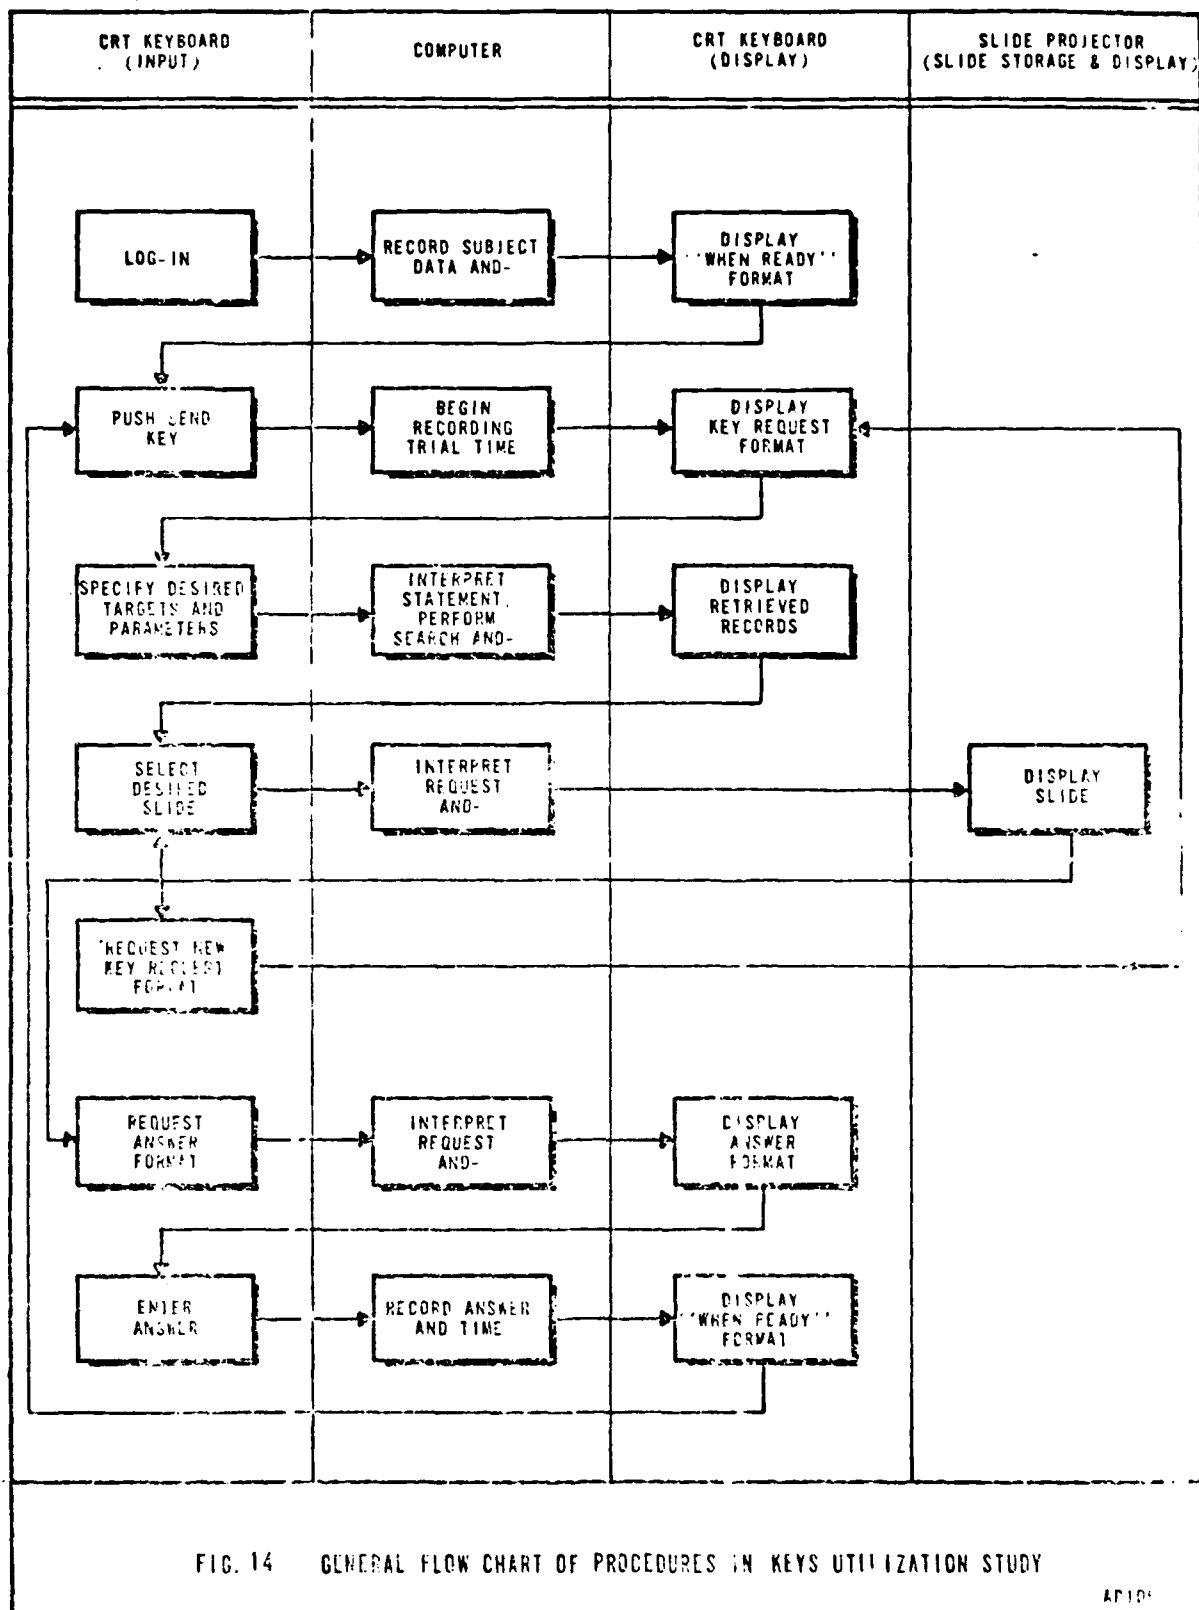 CRT KEYBOARD
(INPUT)
COMPUTER
CRT KEYBOARD
(DISPLAY)
SLIDE PROJECTOR
(SLIDE STORAGE & DISPLAY)
LOG-IN
RECORD SUBJECT
DATA AND-
DISPLAY
''WHEN READY''
FORMAT
PUSH SEND
KEY
BEGIN
RECORDING
TRIAL TIME
DISPLAY
KEY REQUEST
FORMAT
SPECIFY DESIRED
TARGETS AND
PARAMETERS
INTERPRET
STATEMENT,
PERFORM
SEARCH AND-
DISPLAY
RETRIEVED
RECORDS
SELECT
DESIRED
SLIDE
INTERPRET
REQUEST
AND-
DISPLAY
SLIDE
REQUEST NEW
KEY REQUEST
FORMAT
REQUEST
ANSWER
FORMAT
INTERPRET
REQUEST
AND-
DISPLAY
ANSWER
FORMAT
ENTER
ANSWER
RECORD ANSWER
AND TIME
DISPLAY
''WHEN READY''
FORMAT
FIG. 14 GENERAL FLOW CHART OF PROCEDURES IN KEYS UTILIZATION STUDY